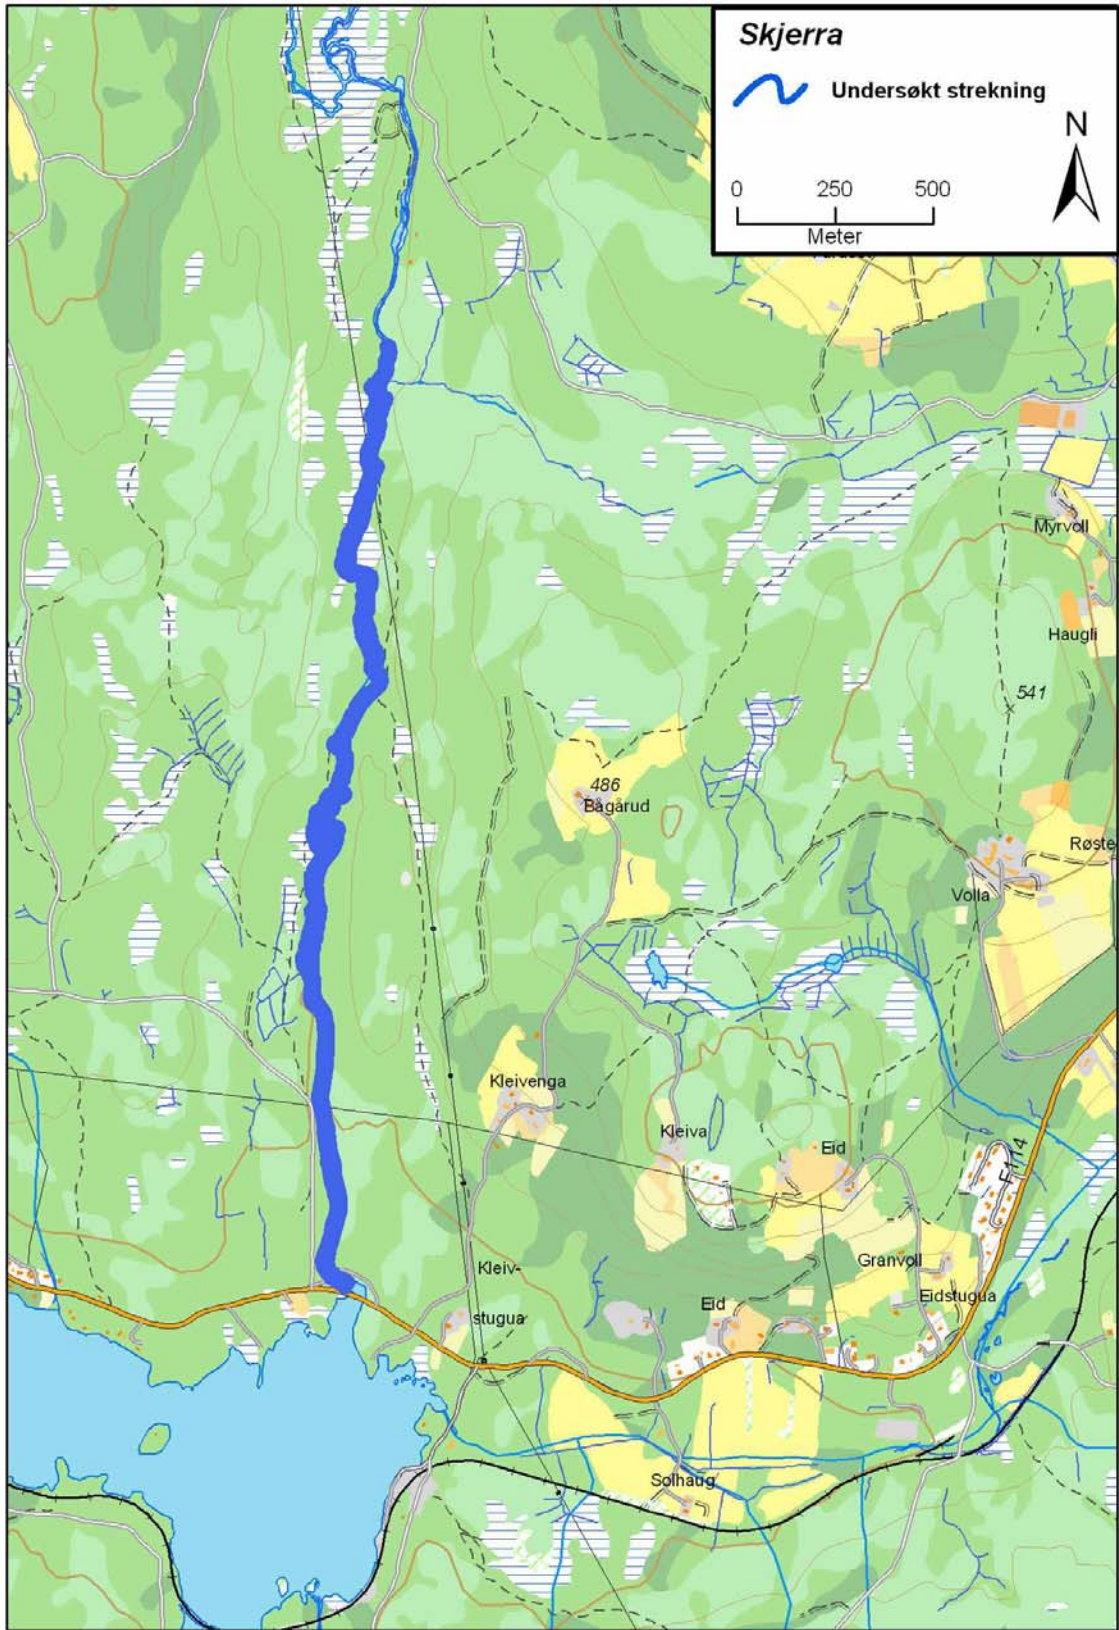 Skjerra
Undersøkt strekning
N
0 250 500
Meter
Myrvoll
Haugli
541
486
Bågårud
Røste
Volla
Kleivenga
Kleiva
Eid
F114
Granvoll
Kleiv-
stugua
Eid
Eidstugua
Solhaug